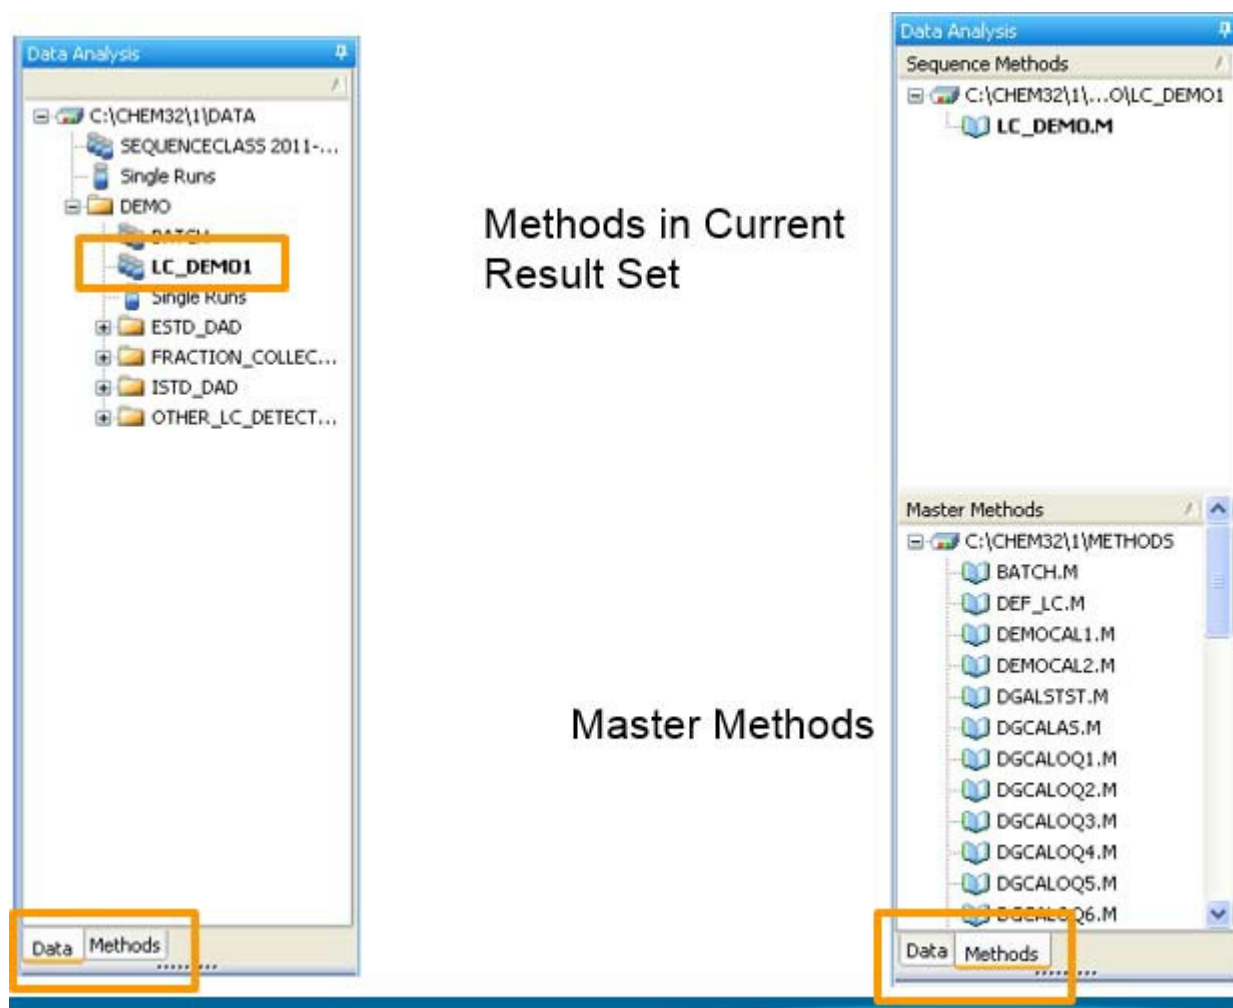 Data Analysis
C:\CHEM32\1\DATA
SEQUENCECLASS 2011-...
Single Runs
DEMO
BATCH
LC_DEMO1
Single Runs
ESTD_DAD
FRACTION_COLLEC...
ISTD_DAD
OTHER_LC_DETECT...
Data Methods
Methods in Current
Result Set
Master Methods
Data Analysis
Sequence Methods
C:\CHEM32\1\...O\LC_DEMO1
LC_DEMO.M
Master Methods
C:\CHEM32\1\METHODS
BATCH.M
DEF_LC.M
DEMOCAL1.M
DEMOCAL2.M
DGALSTST.M
DGCALAS.M
DGCALOQ1.M
DGCALOQ2.M
DGCALOQ3.M
DGCALOQ4.M
DGCALOQ5.M
DGCALOQ6.M
Data Methods